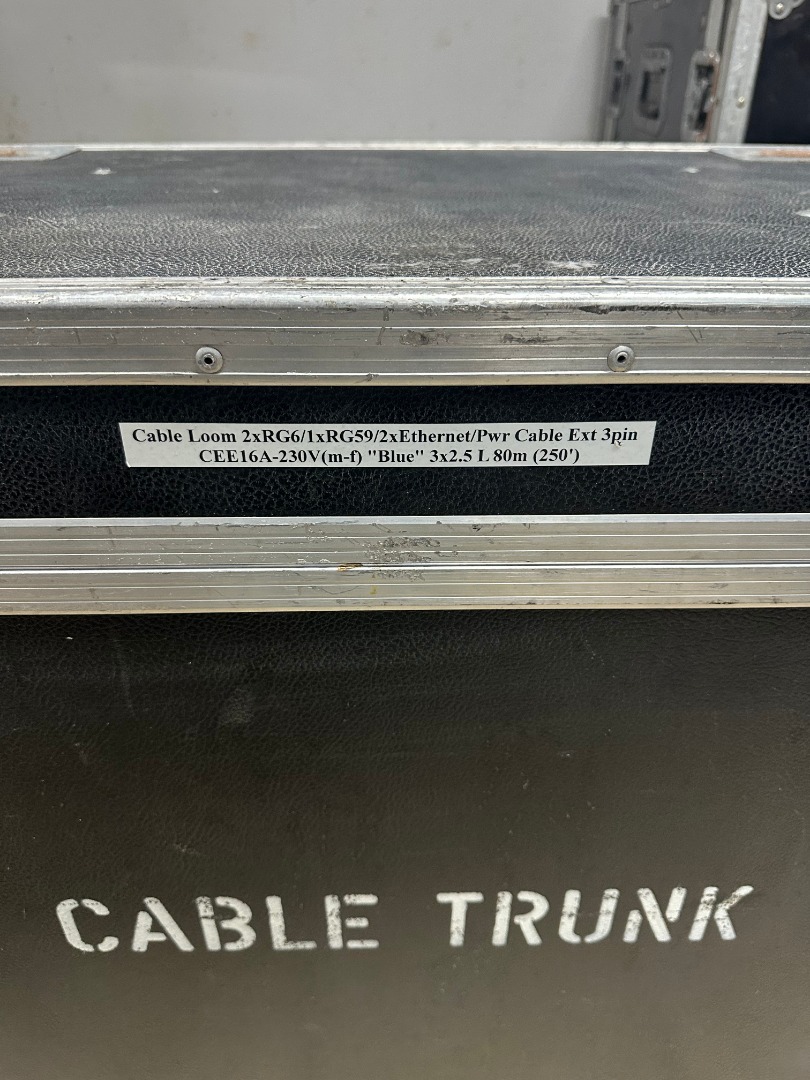 Cable Loom 2xRG6/1xRG59/2xEthernet/Pwr Cable Ext 3pin
CEE16A-230V(m-f) "Blue" 3x2.5 L 80m (250')
CABLE TRUNK